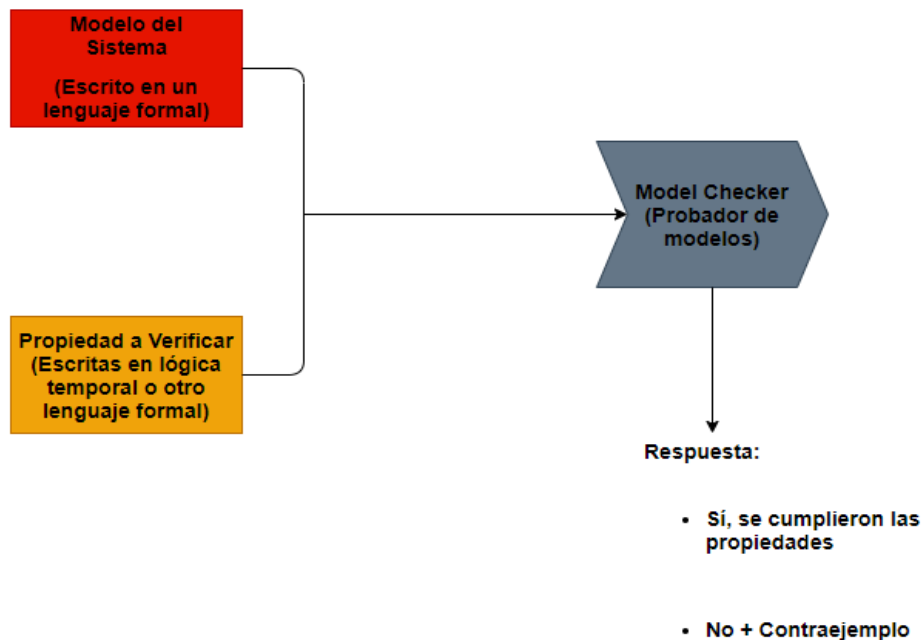 Modelo del
Sistema
(Escrito en un
lenguaje formal)
Propiedad a Verificar
(Escritas en lógica
temporal o otro
lenguaje formal)
Model Checker
(Probador de
modelos)
Respuesta:
• Sí, se cumplieron las
propiedades
• No + Contraejemplo